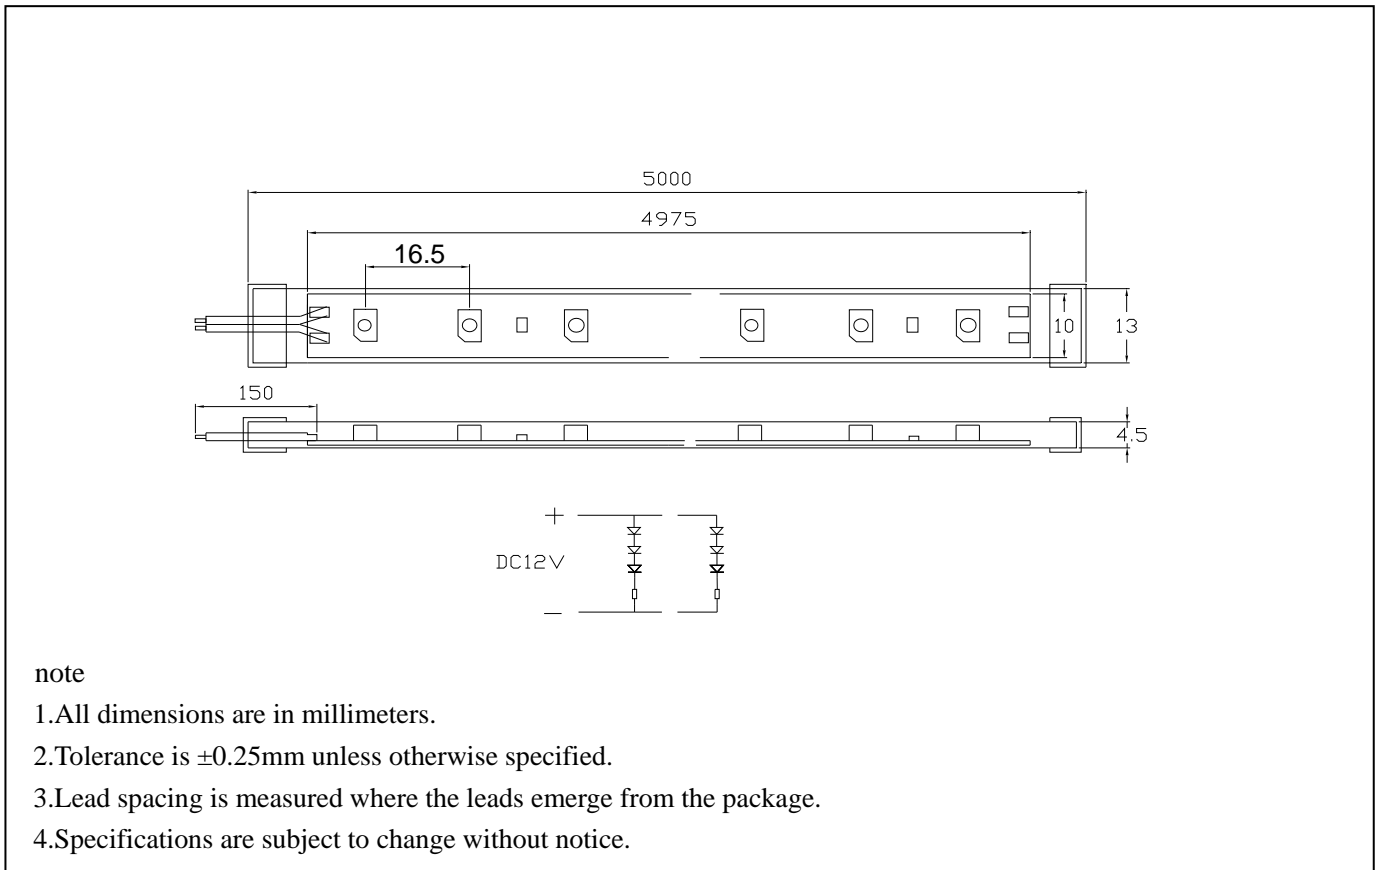 5000
4975
16.5
10
13
150
4.5
+
DC12V
—
note
1.All dimensions are in millimeters.
2.Tolerance is ±0.25mm unless otherwise specified.
3.Lead spacing is measured where the leads emerge from the package.
4.Specifications are subject to change without notice.